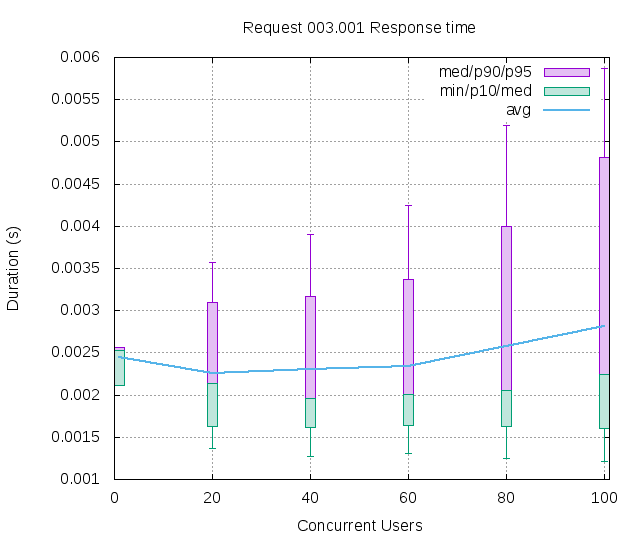 Request 003.001 Response time
0.006
0.0055
0.005
0.0045
0.004
0.0035
0.003
0.0025
0.002
0.0015
0.001
Duration (s)
med/p90/p95
min/p10/med
avg
0 20 40 60 80 100
Concurrent Users